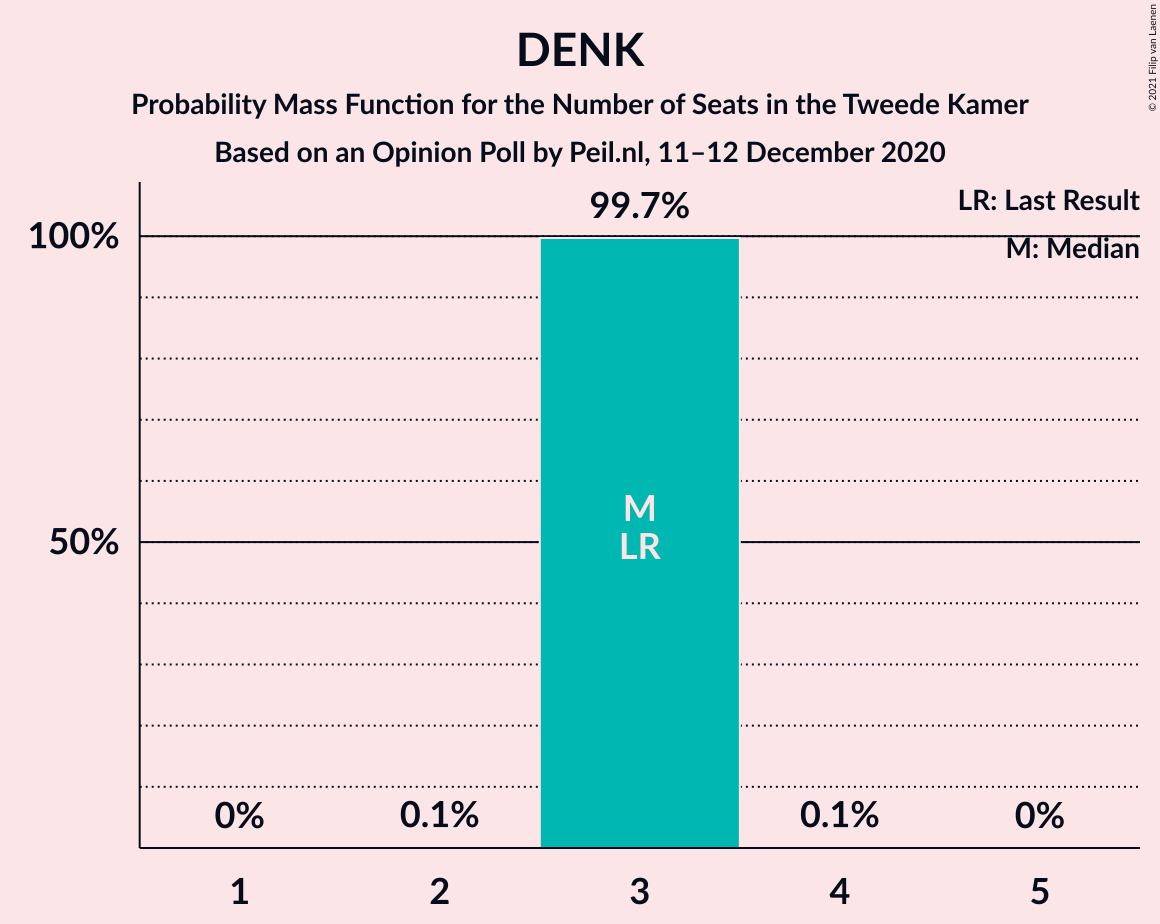 DENK
Probability Mass Function for the Number of Seats in the Tweede Kamer
Based on an Opinion Poll by Peil.nl, 11–12 December 2020
© 2021 Filip van Laenen
LR: Last Result
M: Median
99.7%
100%
50%
M
LR
0%
0.1%
0.1%
0%
1
2
3
4
5